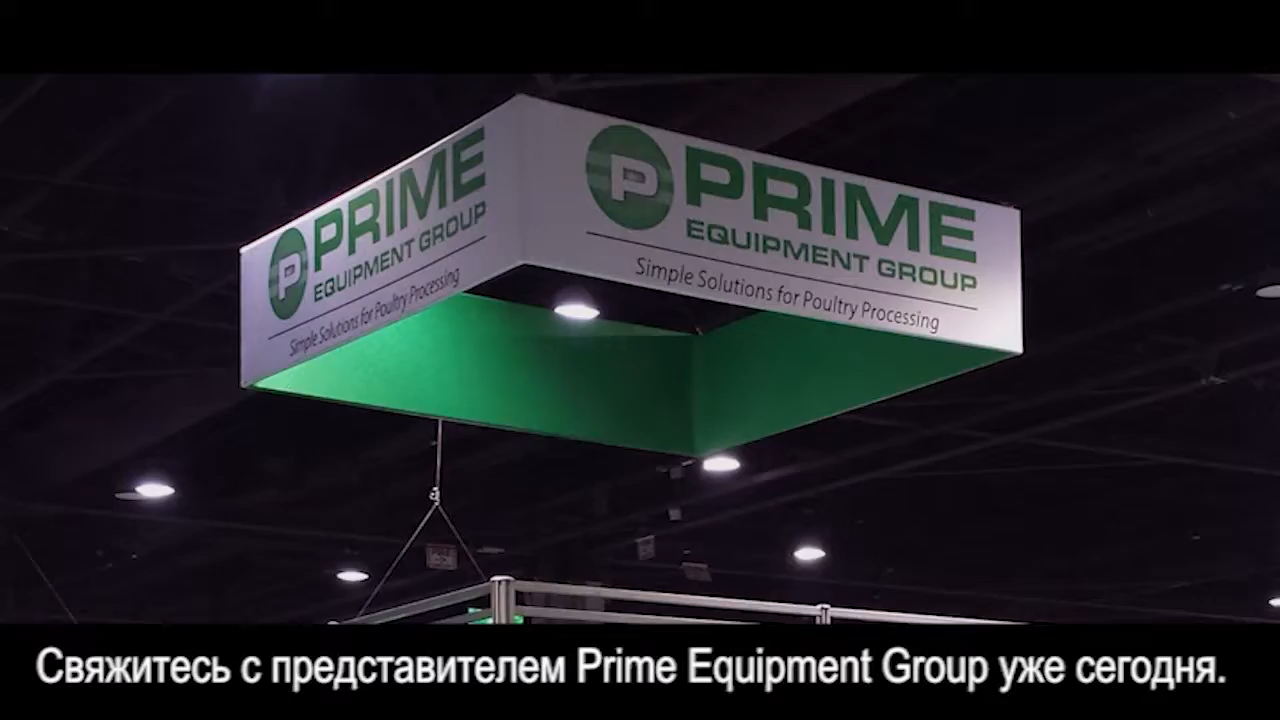 P PRIME
EQUIPMENT GROUP
Simple Solutions for Poultry Processing
P PRIME
EQUIPMENT GROUP
Simple Solutions for Poultry Processing
Свяжитесь с представителем Prime Equipment Group уже сегодня.